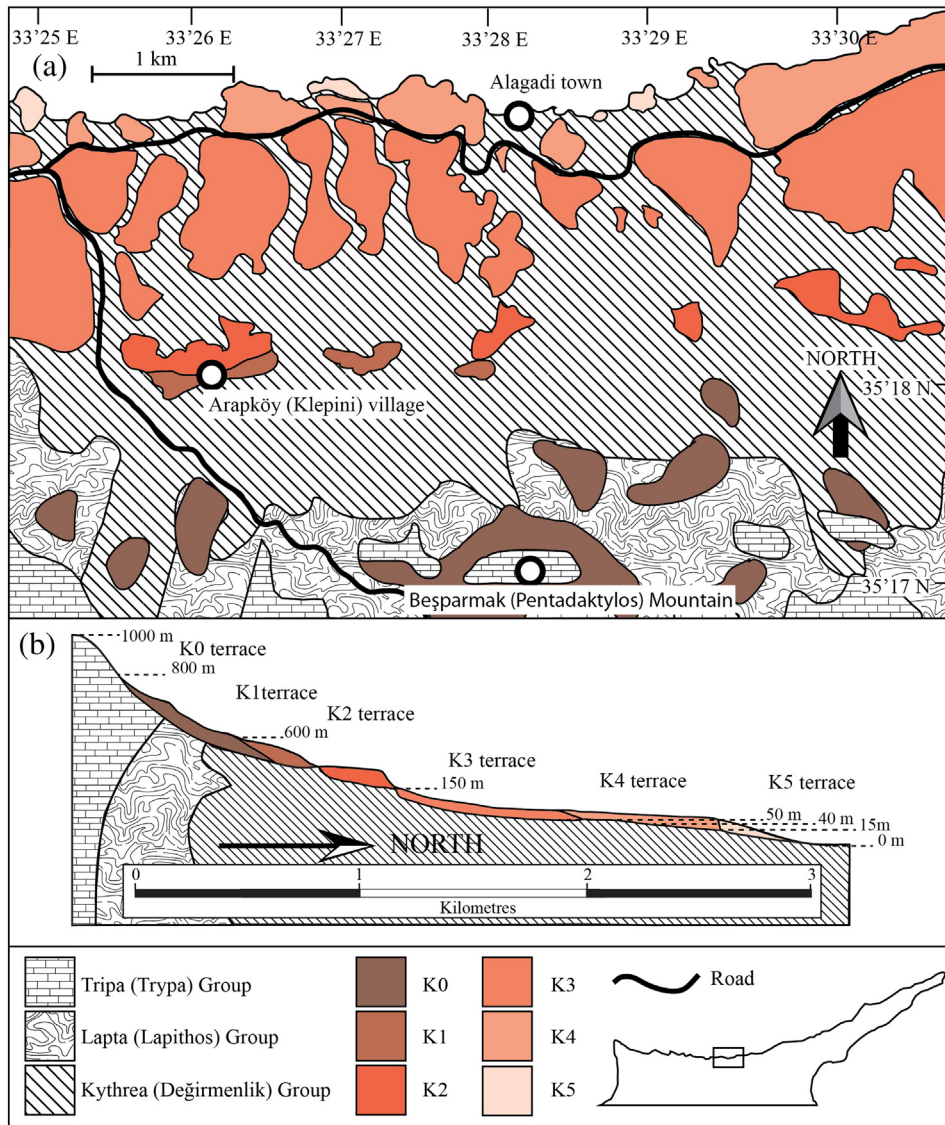 33'25 E 33'26 E 33'27 E 33'28 E 33'29 E 33'30 E
(a)
1 km
Alagadi town
NORTH
35'18 N
Arapköy (Klepini) village
35'17 N
Beşparmak (Pentadaktylos) Mountain
(b)
1000 m
K0 terrace
800 m
K1terrace
K2 terrace
600 m
K3 terrace
150 m
K4 terrace
K5 terrace
50 m
40 m
15m
0 m
NORTH
0 1 2 3
Kilometres
Tripa (Trypa) Group
Lapta (Lapithos) Group
Kythrea (Değirmenlik) Group
K0
K1
K2
K3
K4
K5
Road